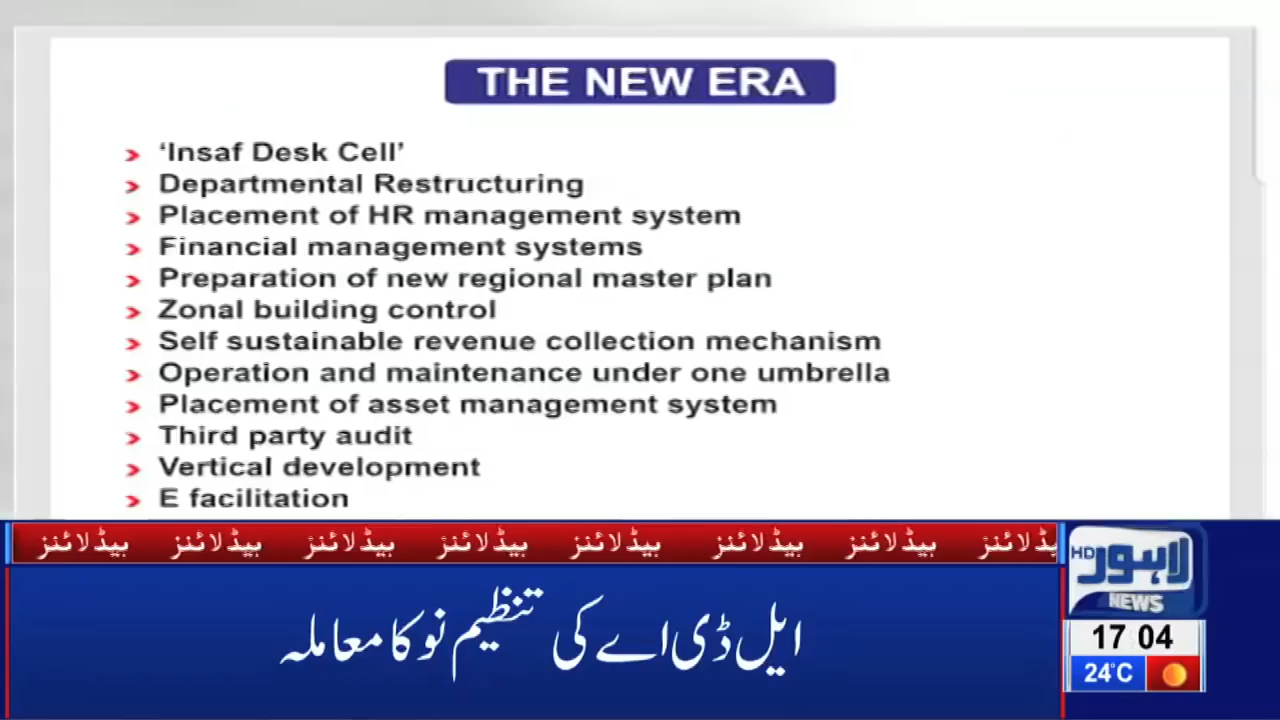 THE NEW ERA
‘Insaf Desk Cell’
Departmental Restructuring
Placement of HR management system
Financial management systems
Preparation of new regional master plan
Zonal building control
Self sustainable revenue collection mechanism
Operation and maintenance under one umbrella
Placement of asset management system
Third party audit
Vertical development
E facilitation
ہیڈلائنز ہیڈلائنز ہیڈلائنز ہیڈلائنز ہیڈلائنز ہیڈلائنز ہیڈلائنز ہیڈلائنز
ایل ڈی اے کی تنظیم نو کا معاملہ
HD لاہور
NEWS
17 04
24°C